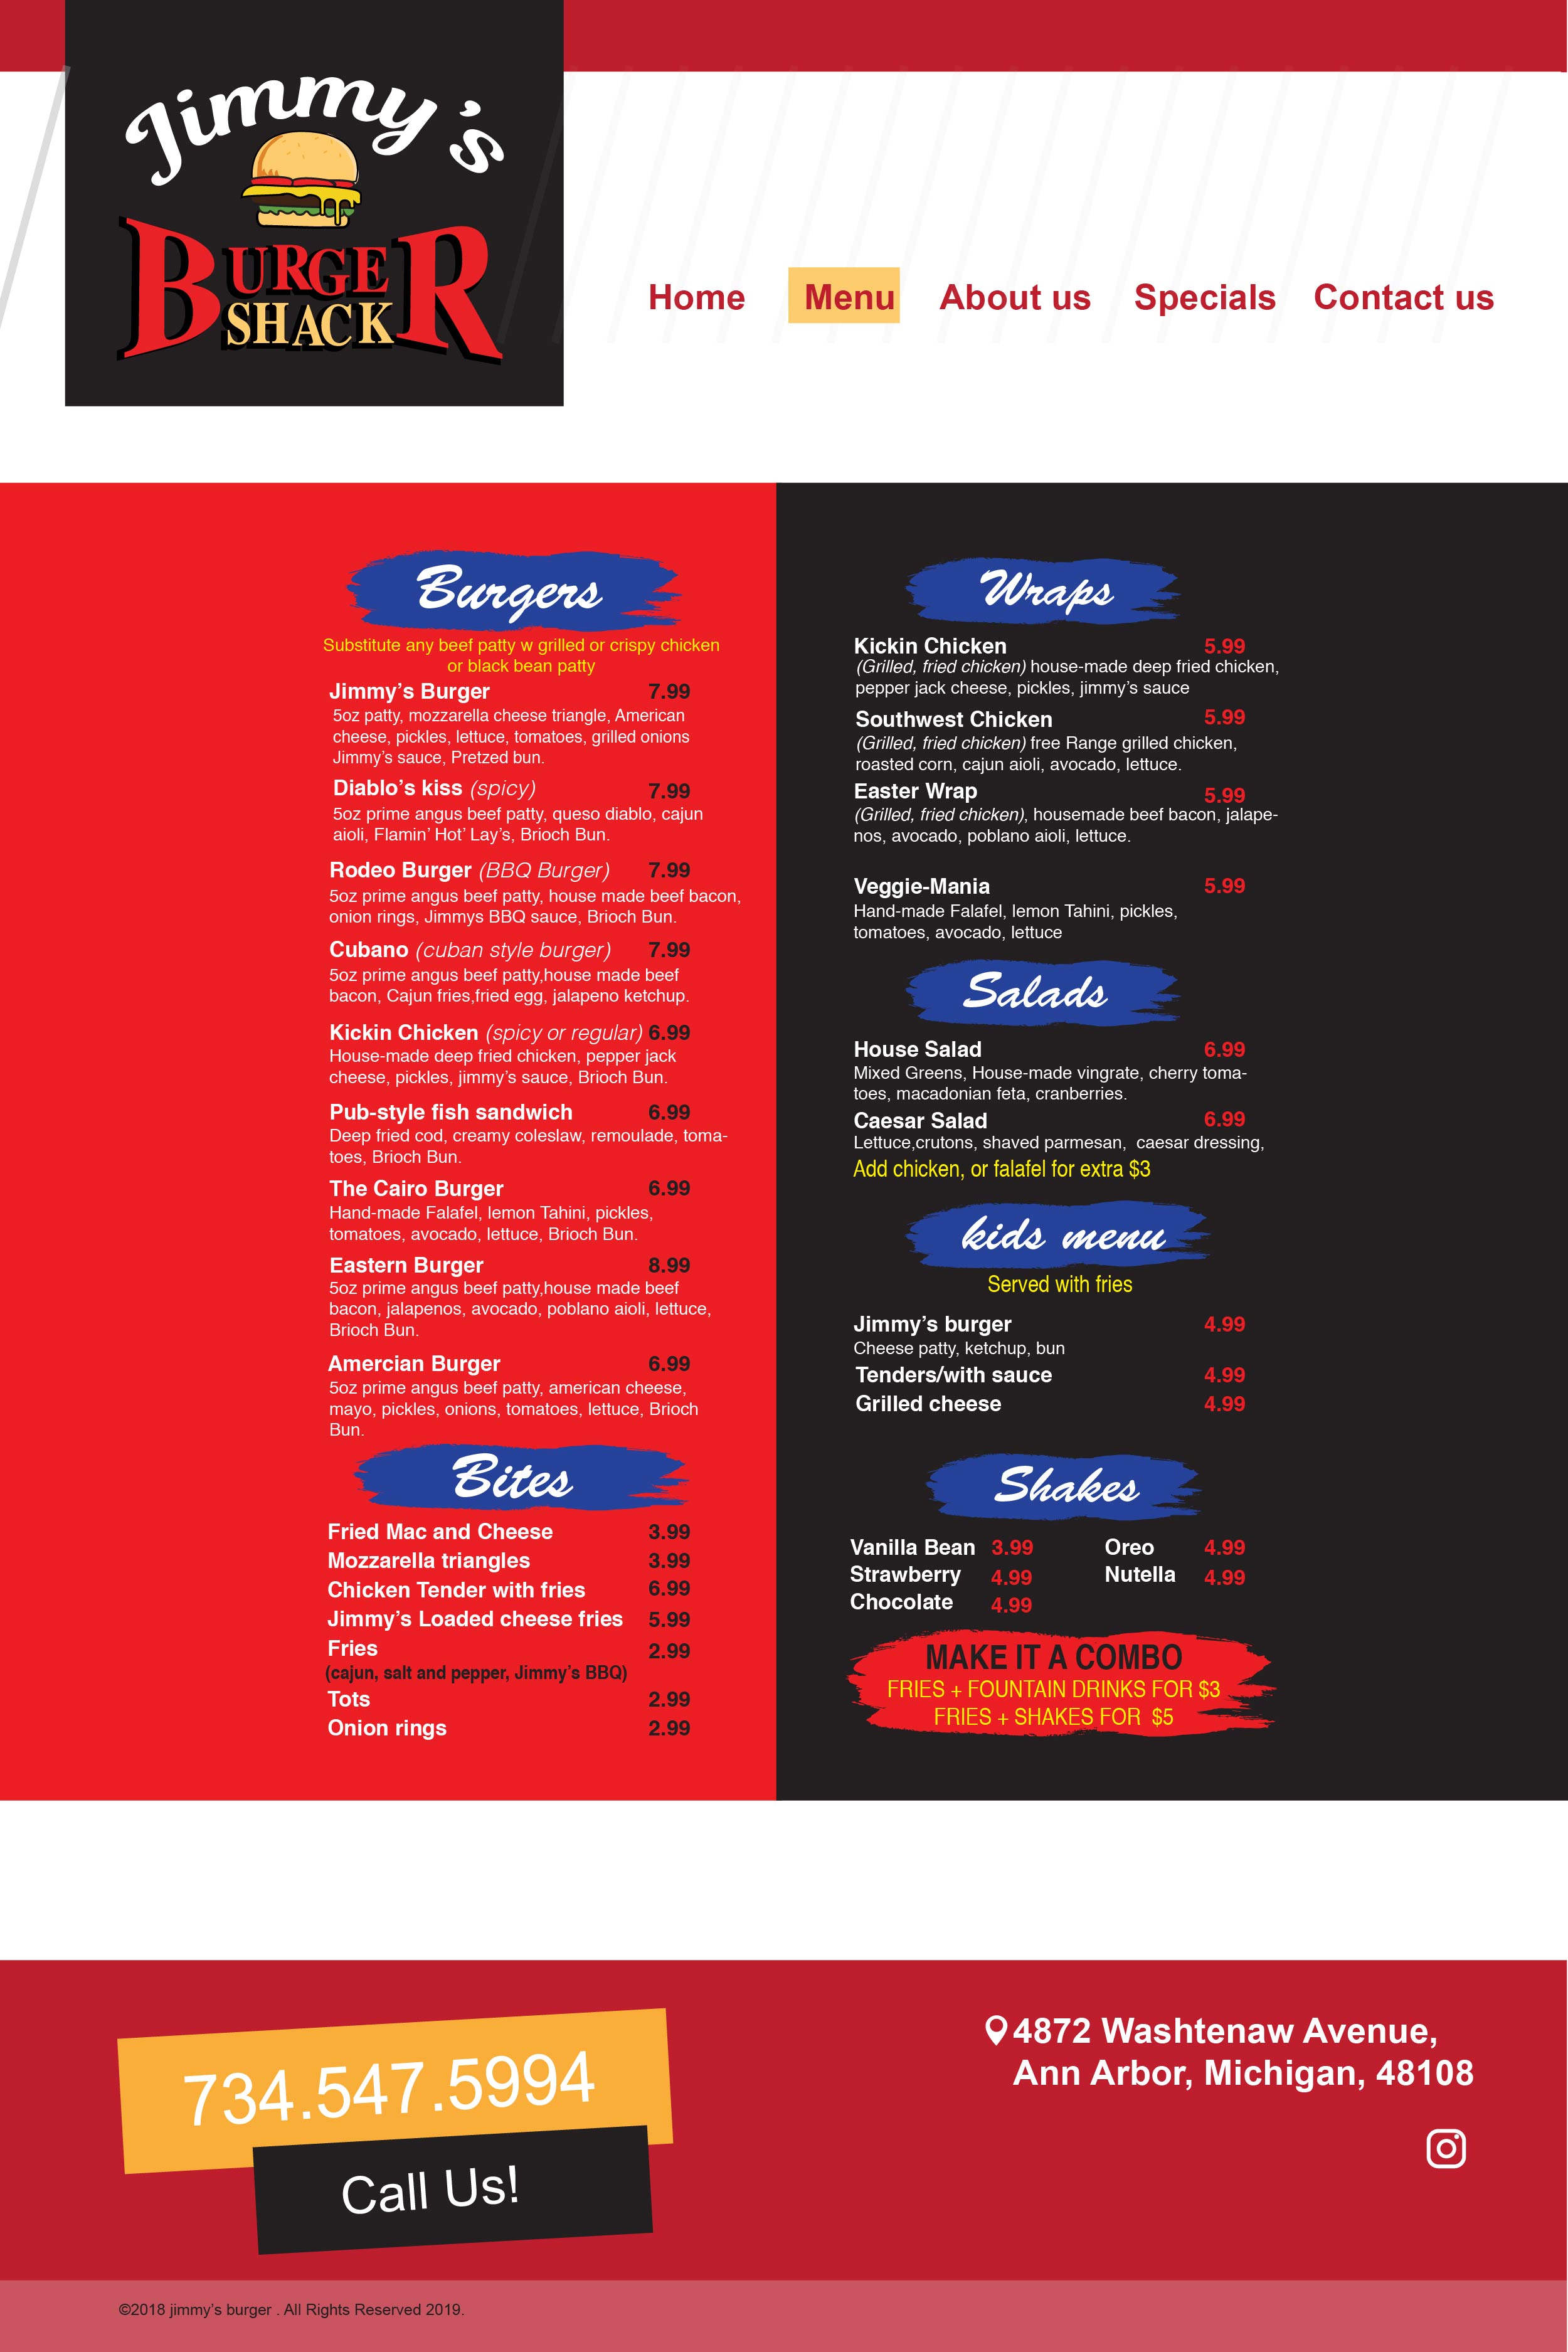 Jimmy's
BURGER
SHACK
Home
Menu
About us
Specials
Contact us
Burgers
Substitute any beef patty w grilled or crispy chicken
or black bean patty
Jimmy's Burger 7.99
5oz patty, mozzarella cheese triangle, American
cheese, pickles, lettuce, tomatoes, grilled onions
Jimmy's sauce, Pretzed bun.
Diablo's kiss (spicy) 7.99
5oz prime angus beef patty, queso diablo, cajun
aioli, Flamin' Hot' Lay's, Brioch Bun.
Rodeo Burger (BBQ Burger) 7.99
5oz prime angus beef patty, house made beef bacon,
onion rings, Jimmys BBQ sauce, Brioch Bun.
Cubano (cuban style burger) 7.99
5oz prime angus beef patty,house made beef
bacon, Cajun fries,fried egg, jalapeno ketchup.
Kickin Chicken (spicy or regular) 6.99
House-made deep fried chicken, pepper jack
cheese, pickles, jimmy's sauce, Brioch Bun.
Pub-style fish sandwich 6.99
Deep fried cod, creamy coleslaw, remoulade, toma-
toes, Brioch Bun.
The Cairo Burger 6.99
Hand-made Falafel, lemon Tahini, pickles,
tomatoes, avocado, lettuce, Brioch Bun.
Eastern Burger 8.99
5oz prime angus beef patty,house made beef
bacon, jalapenos, avocado, poblano aioli, lettuce,
Brioch Bun.
Amercian Burger 6.99
5oz prime angus beef patty, american cheese,
mayo, pickles, onions, tomatoes, lettuce, Brioch
Bun.
Bites
Fried Mac and Cheese 3.99
Mozzarella triangles 3.99
Chicken Tender with fries 6.99
Jimmy's Loaded cheese fries 5.99
Fries 2.99
(cajun, salt and pepper, Jimmy's BBQ)
Tots 2.99
Onion rings 2.99
Wraps
Kickin Chicken 5.99
(Grilled, fried chicken) house-made deep fried chicken,
pepper jack cheese, pickles, jimmy's sauce
Southwest Chicken 5.99
(Grilled, fried chicken) free Range grilled chicken,
roasted corn, cajun aioli, avocado, lettuce.
Easter Wrap 5.99
(Grilled, fried chicken), housemade beef bacon, jalape-
nos, avocado, poblano aioli, lettuce.
Veggie-Mania 5.99
Hand-made Falafel, lemon Tahini, pickles,
tomatoes, avocado, lettuce
Salads
House Salad 6.99
Mixed Greens, House-made vingrate, cherry toma-
toes, macadonian feta, cranberries.
Caesar Salad 6.99
Lettuce,crutons, shaved parmesan, caesar dressing,
Add chicken, or falafel for extra $3
kids menu
Served with fries
Jimmy's burger 4.99
Cheese patty, ketchup, bun
Tenders/with sauce 4.99
Grilled cheese 4.99
Shakes
Vanilla Bean 3.99 Oreo 4.99
Strawberry 4.99 Nutella 4.99
Chocolate 4.99
MAKE IT A COMBO
FRIES + FOUNTAIN DRINKS FOR $3
FRIES + SHAKES FOR $5
734.547.5994
Call Us!
4872 Washtenaw Avenue,
Ann Arbor, Michigan, 48108
©2018 jimmy's burger . All Rights Reserved 2019.